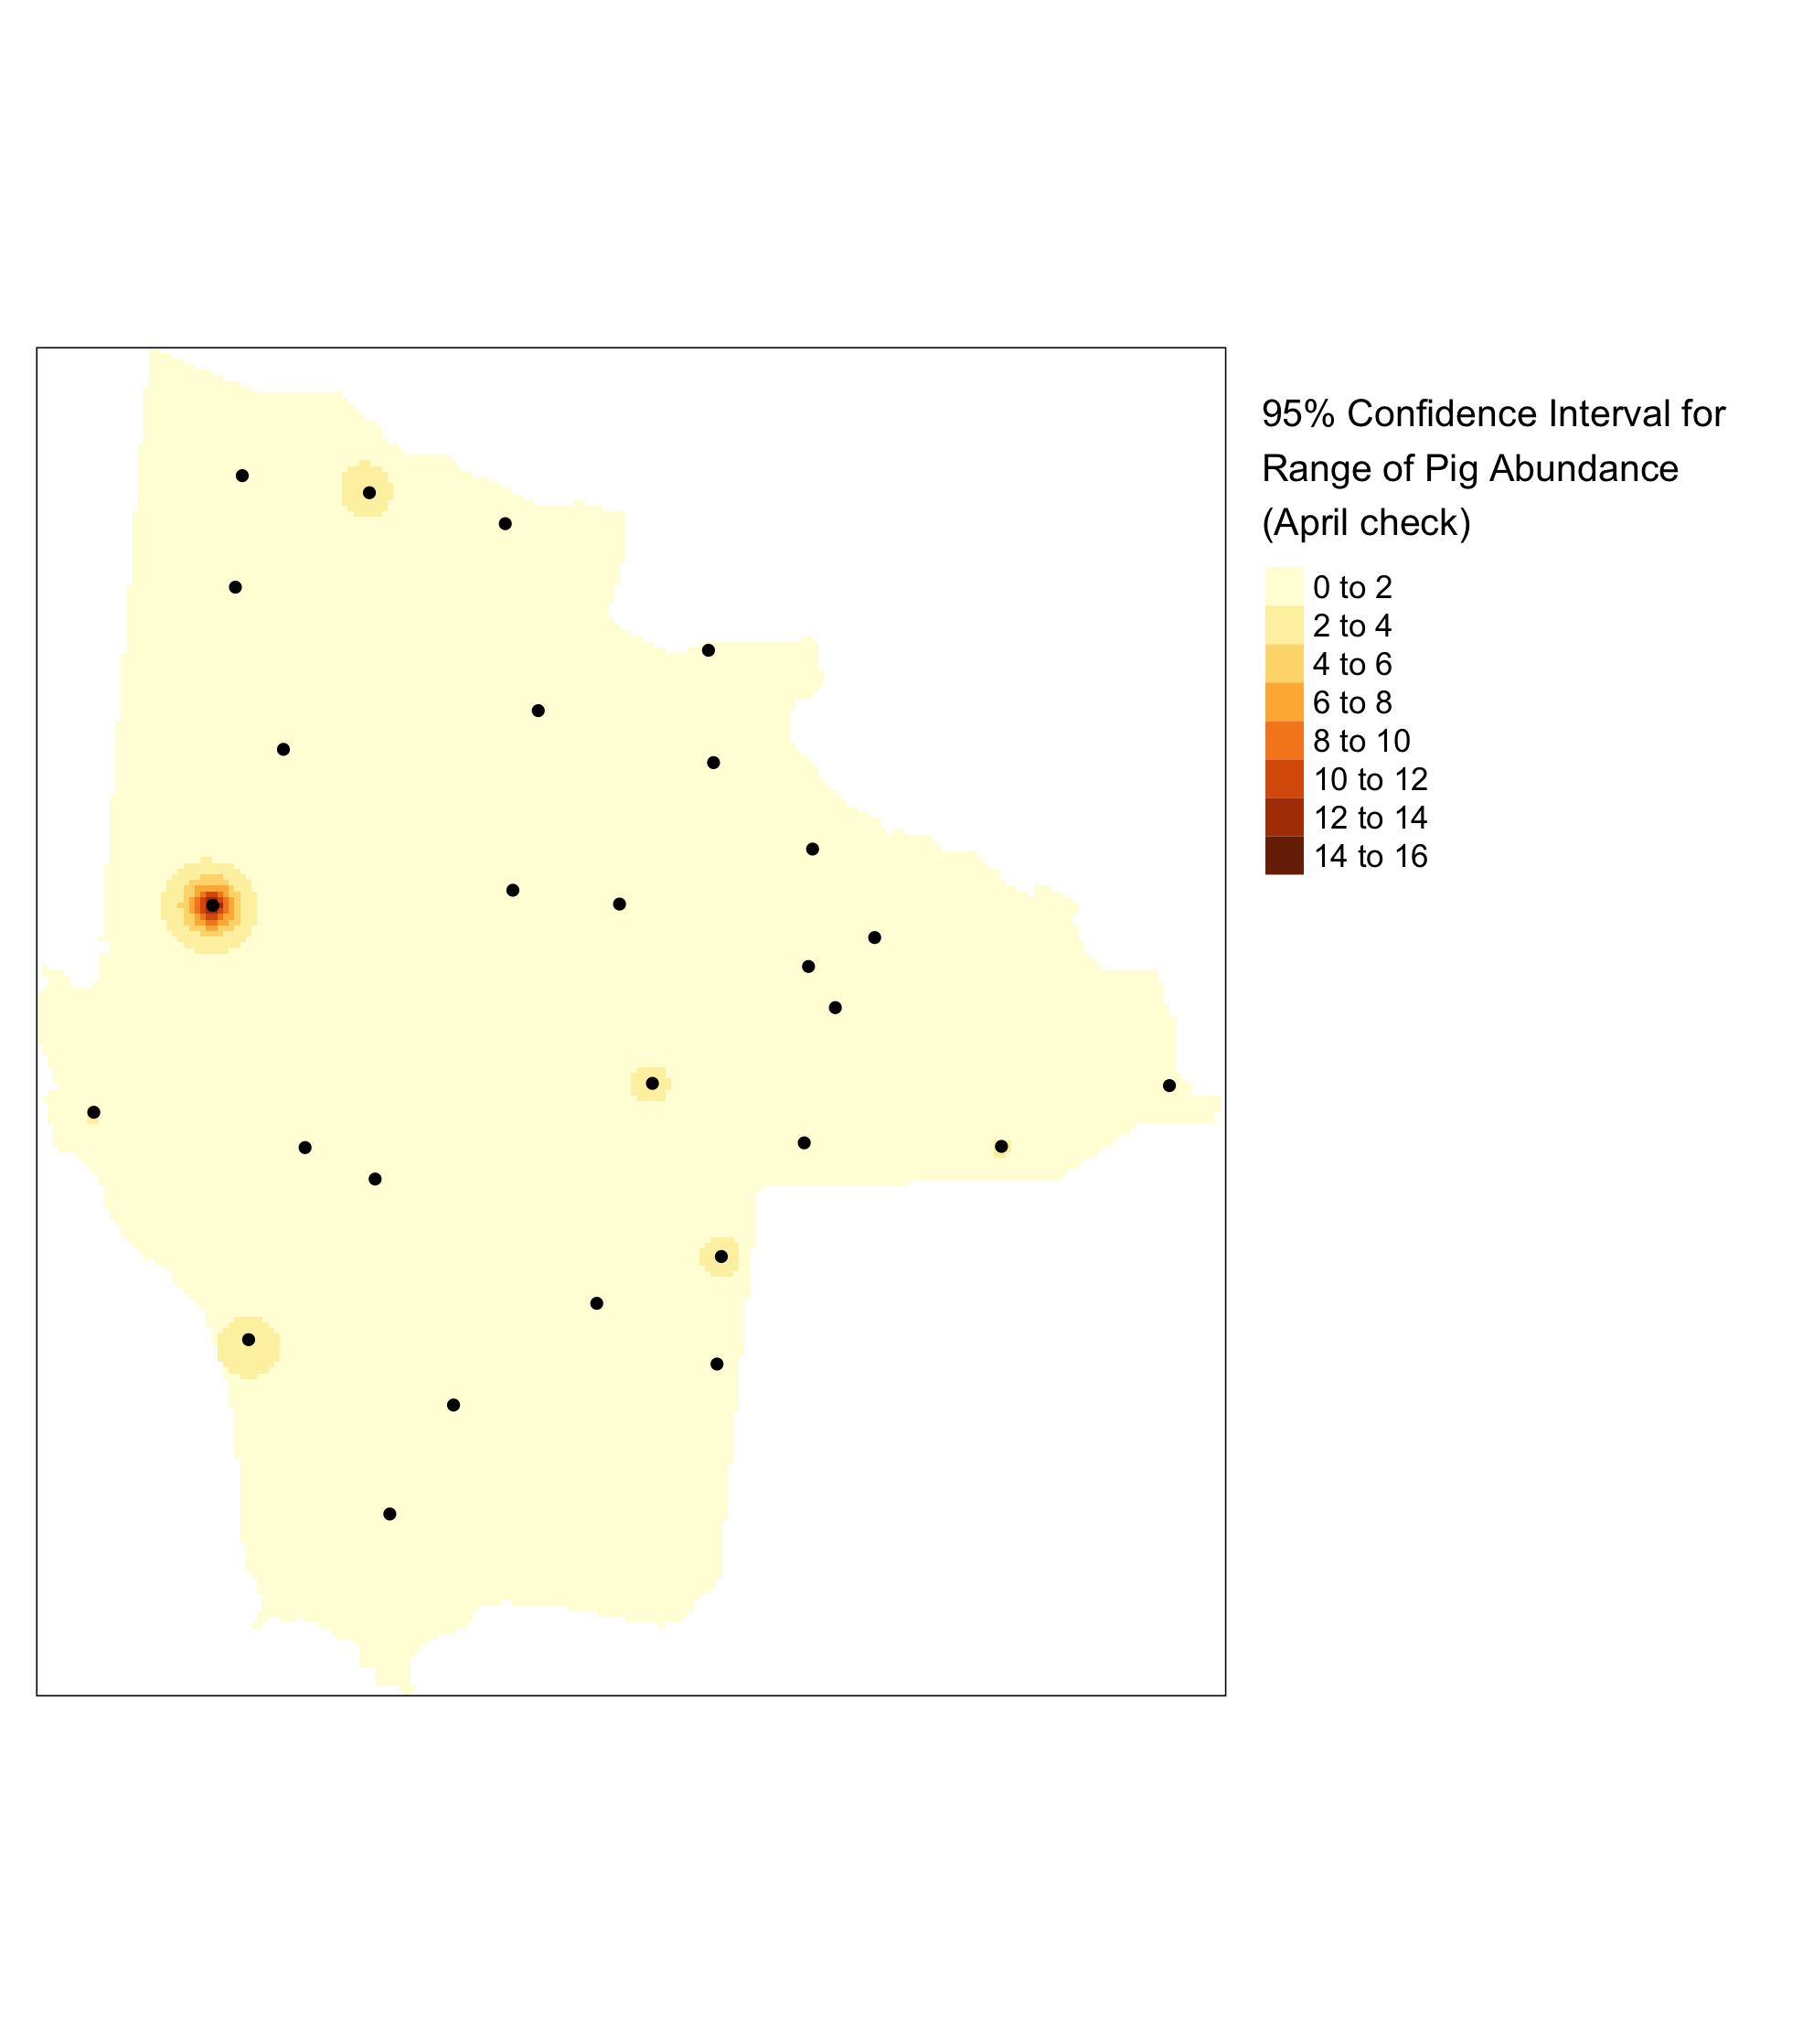 95% Confidence Interval for
Range of Pig Abundance
(April check)
0 to 2
2 to 4
4 to 6
6 to 8
8 to 10
10 to 12
12 to 14
14 to 16